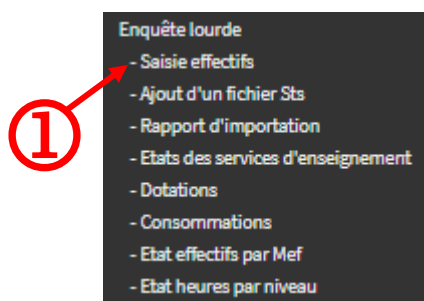 Enquête lourde
- Saisie effectifs
- Ajout d'un fichier Sts
- Rapport d'importation
- Etats des services d'enseignement
- Dotations
- Consommations
- Etat effectifs par Mef
- Etat heures par niveau
①